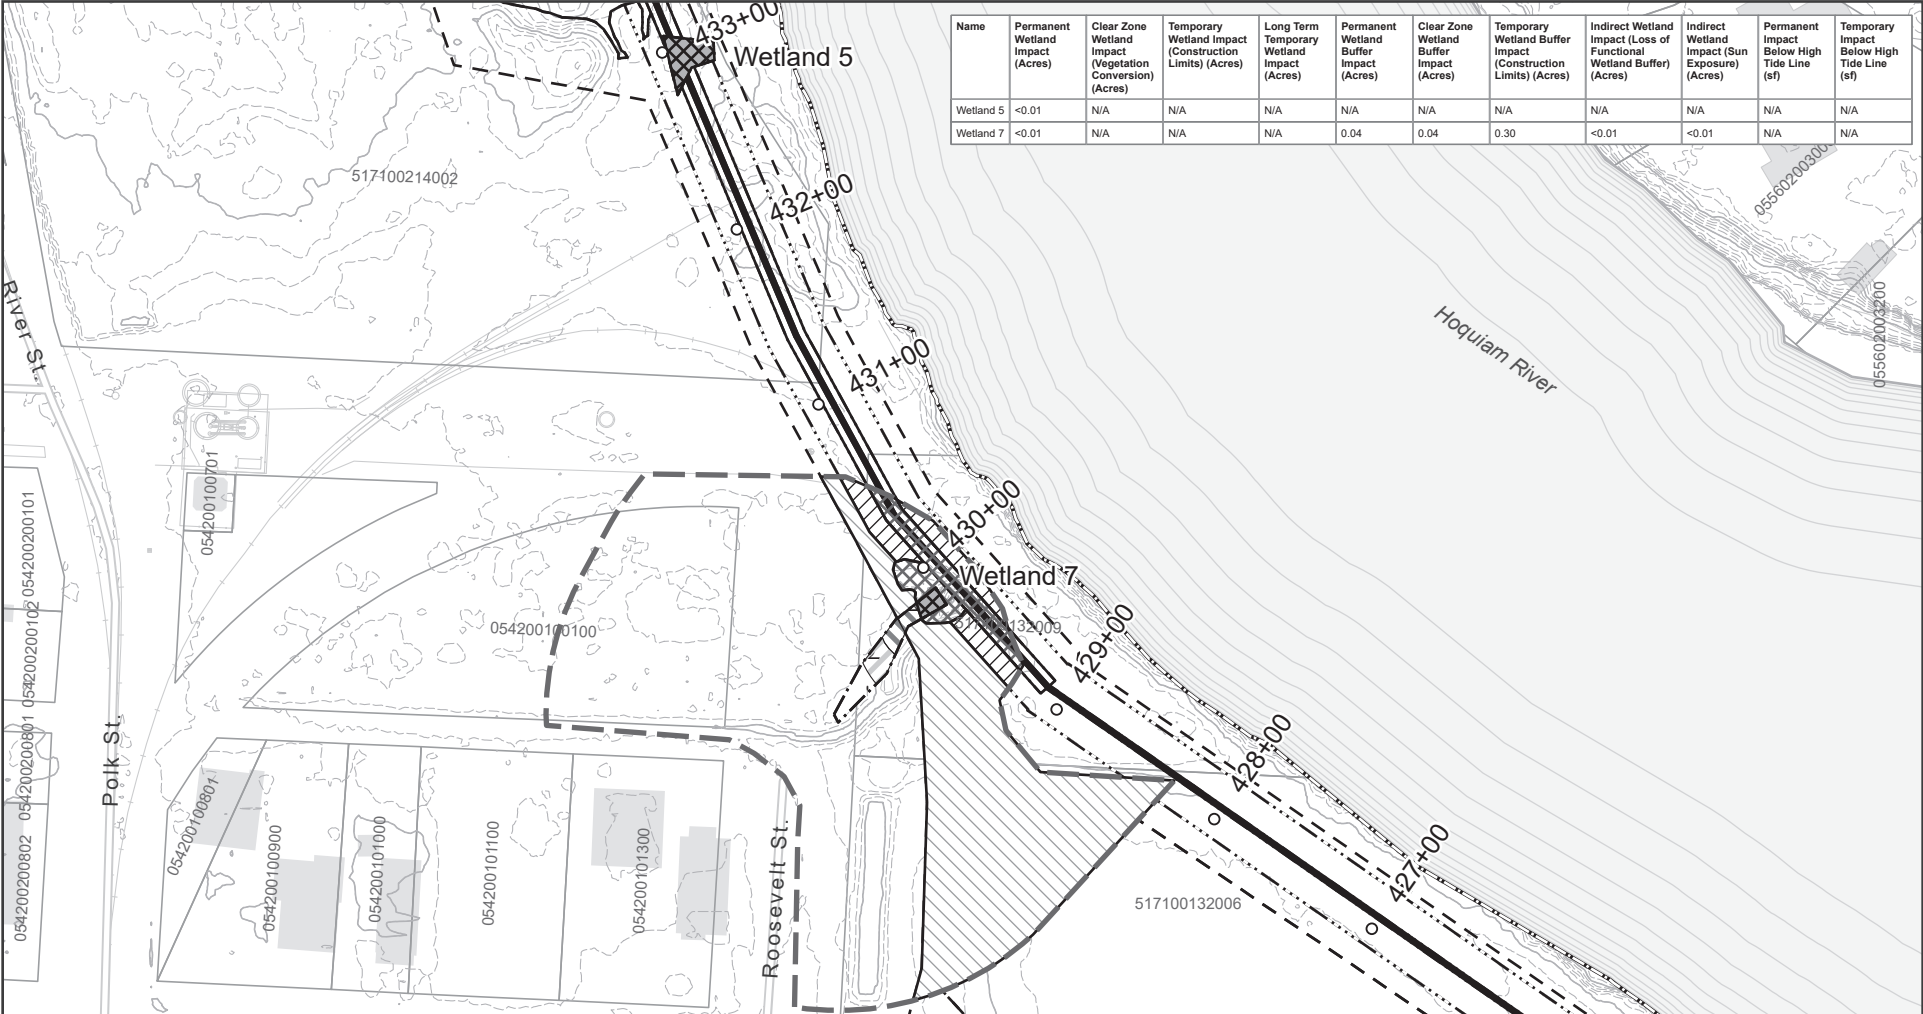 Name | Permanent Wetland Impact (Acres) | Clear Zone Wetland Impact (Vegetation Conversion) (Acres) | Temporary Wetland Impact (Construction Limits) (Acres) | Long Term Temporary Wetland Impact (Acres) | Permanent Wetland Buffer Impact (Acres) | Clear Zone Wetland Buffer Impact (Acres) | Temporary Wetland Buffer Impact (Construction Limits) (Acres) | Indirect Wetland Impact (Loss of Functional Wetland Buffer) (Acres) | Indirect Wetland Impact (Sun Exposure) (Acres) | Permanent Impact Below High Tide Line (sf) | Temporary Impact Below High Tide Line (sf)
Wetland 5 | <0.01 | N/A | N/A | N/A | N/A | N/A | N/A | N/A | N/A | N/A | N/A
Wetland 7 | <0.01 | N/A | N/A | N/A | 0.04 | 0.04 | 0.30 | <0.01 | <0.01 | N/A | N/A
433+00
Wetland 5
517100214002
432+00
055602003200
River St.
Hoquiam River
431+00
054200100701
430+00
054200200101
Wetland 7
054200100100
429+00
054200200102
Polk St.
428+00
054200200801
054200100801
054200100900
054200101000
054200101100
054200101300
Roosevelt St.
427+00
054200200802
517100132006